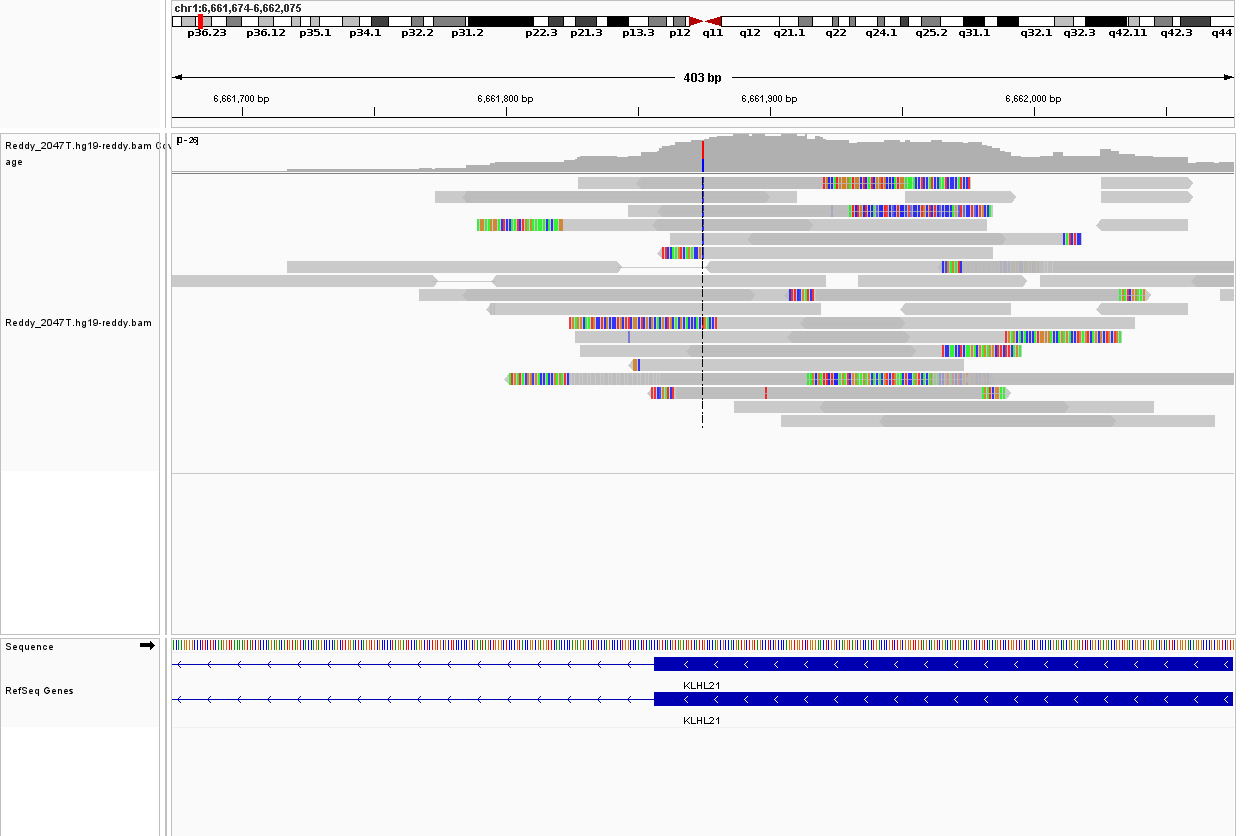 chr1:6,661,674-6,662,075
p36.23 p36.12 p35.1 p34.1 p32.2 p31.2 p22.3 p21.3 p13.3 p12 q11 q12 q21.1 q22 q24.1 q25.2 q31.1 q32.1 q32.3 q42.11 q42.3 q44
403 bp
6,661,700 bp 6,661,800 bp 6,661,900 bp 6,662,000 bp
Reddy_2047T.hg19-reddy.bam Cov
age
[0-26]
Reddy_2047T.hg19-reddy.bam
Sequence
RefSeq Genes
KLHL21
KLHL21